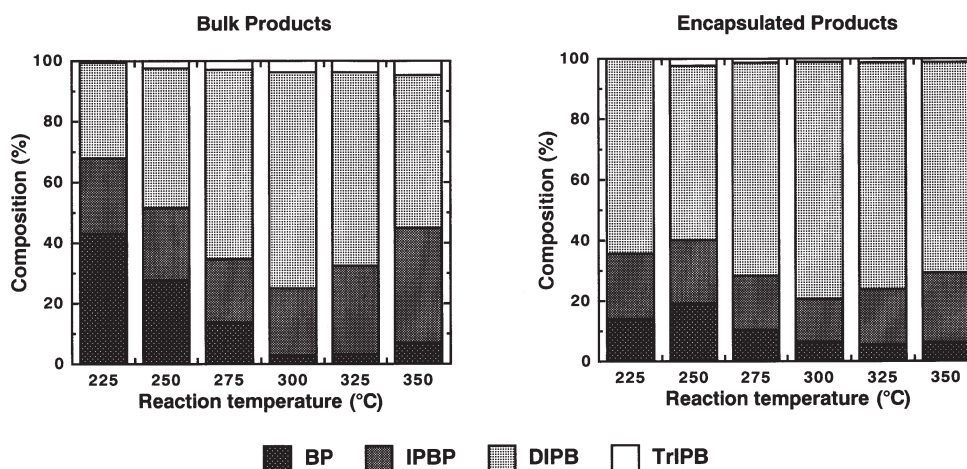 Bulk Products
Composition (%)
100
80
60
40
20
0
225 250 275 300 325 350
Reaction temperature (°C)
Encapsulated Products
Composition (%)
100
80
60
40
20
0
225 250 275 300 325 350
Reaction temperature (°C)
BP IPBP DIPB TrIPB